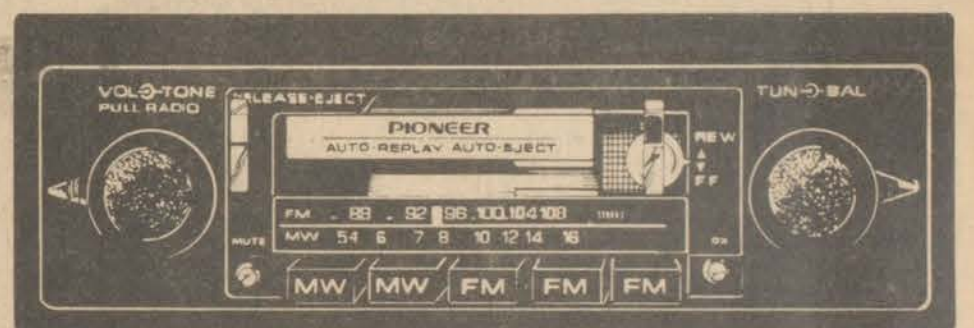 VOL TONE
PULL RADIO
RELEASE-EJECT
TUN BAL
PIONEER
AUTO-REPLAY AUTO-EJECT
REW
FF
FM . 88 . 92 96 .100.104 108
MW 54 6 7 8 10 12 14 16
MUTE
MW MW FM FM FM